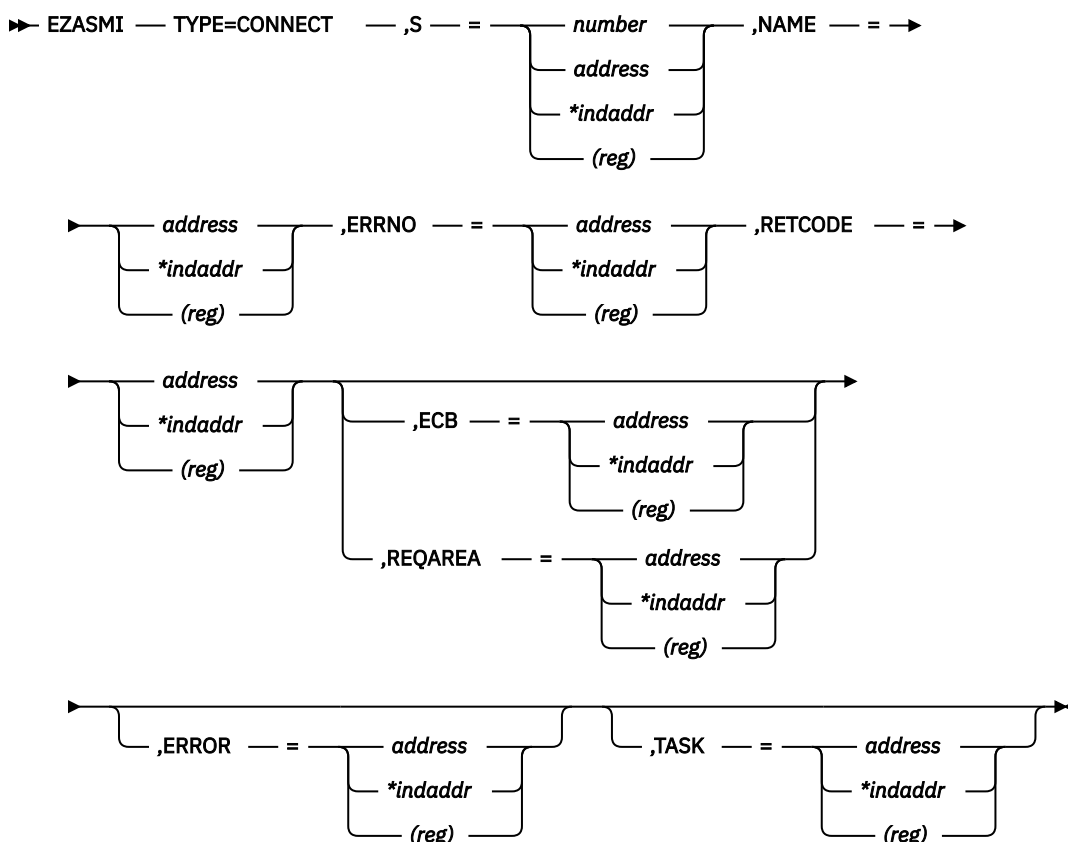 EZASMI TYPE=CONNECT ,S = number ,NAME =
address
*indaddr
(reg)
address ,ERRNO = address ,RETCODE =
*indaddr *indaddr
(reg) (reg)
address
*indaddr ,ECB = address
(reg) *indaddr
(reg)
,REQAREA = address
*indaddr
(reg)
,ERROR = address ,TASK = address
*indaddr *indaddr
(reg) (reg)